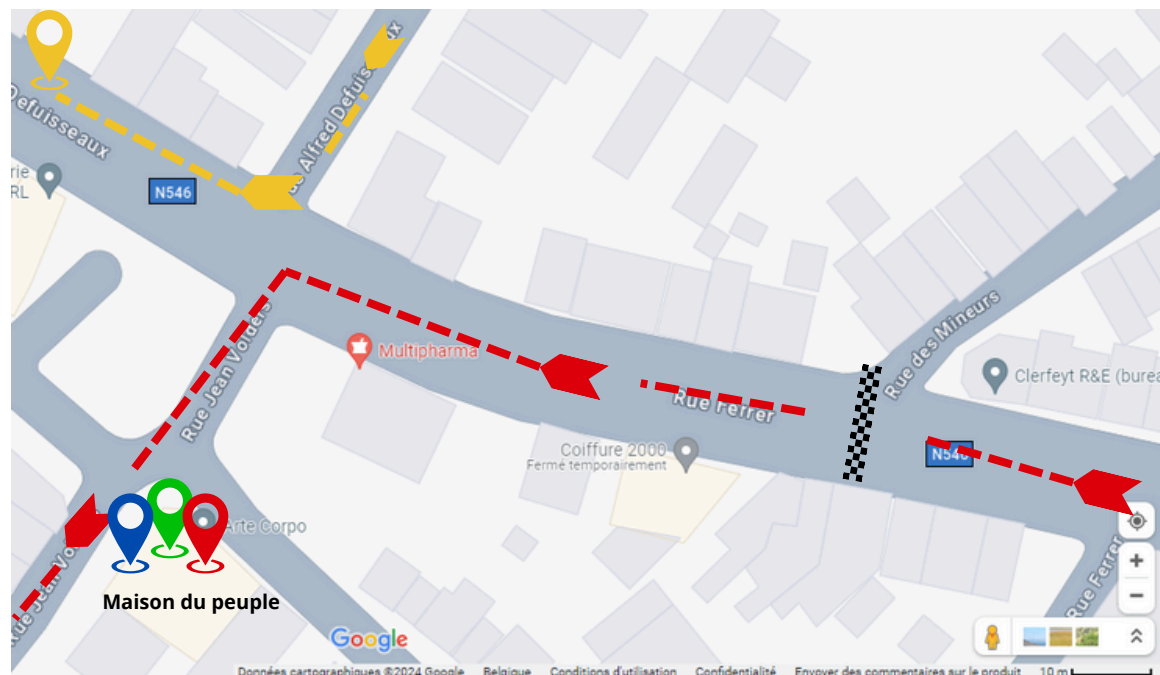 Defuisseaux
Rue Alfred Defuisseaux
rie
RL
N546
Rue Jean Volders
Multipharma
Rue Ferrer
Rue des Mineurs
Clerfeyt R&E (burea
Coiffure 2000
Fermé temporairement
N546
Arte Corpo
Rue Jean Vo
Rue Ferrer
Maison du peuple
Google
Données cartographiques ©2024 Google Belgique Conditions d'utilisation Confidentialité Envoyer des commentaires sur le produit 10 m